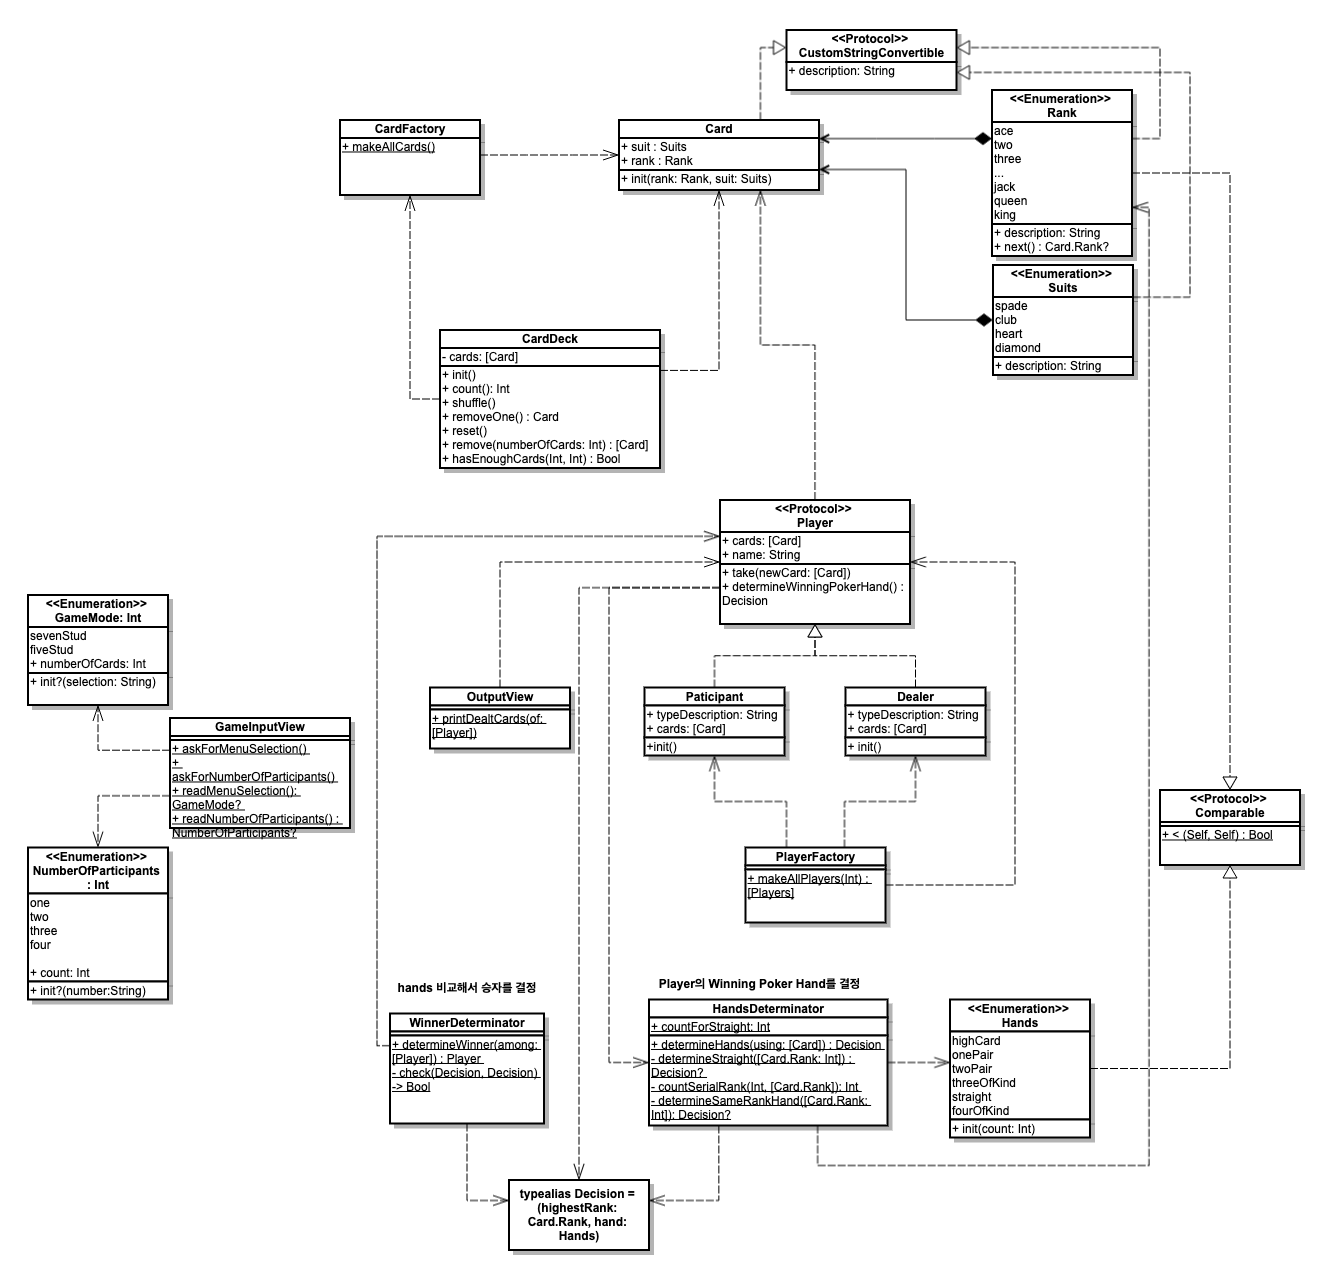 <<Protocol>>
CustomStringConvertible
+ description: String
<<Enumeration>>
Rank
ace
two
three
...
jack
queen
king
+ description: String
+ next() : Card.Rank?
CardFactory
+ makeAllCards()
Card
+ suit : Suits
+ rank : Rank
+ init(rank: Rank, suit: Suits)
<<Enumeration>>
Suits
spade
club
heart
diamond
+ description: String
CardDeck
- cards: [Card]
+ init()
+ count(): Int
+ shuffle()
+ removeOne() : Card
+ reset()
+ remove(numberOfCards: Int) : [Card]
+ hasEnoughCards(Int, Int) : Bool
<<Protocol>>
Player
+ cards: [Card]
+ name: String
+ take(newCard: [Card])
+ determineWinningPokerHand() :
Decision
<<Enumeration>>
GameMode: Int
sevenStud
fiveStud
+ numberOfCards: Int
+ init?(selection: String)
GameInputView
+ askForMenuSelection()
+
askForNumberOfParticipants()
+ readMenuSelection():
GameMode?
+ readNumberOfParticipants() :
NumberOfParticipants?
OutputView
+ printDealtCards(of:
[Player])
Paticipant
+ typeDescription: String
+ cards: [Card]
+init()
Dealer
+ typeDescription: String
+ cards: [Card]
+ init()
<<Protocol>>
Comparable
+ < (Self, Self) : Bool
<<Enumeration>>
NumberOfParticipants
: Int
one
two
three
four
+ count: Int
+ init?(number:String)
PlayerFactory
+ makeAllPlayers(Int) :
[Players]
hands 비교해서 승자를 결정
WinnerDeterminator
+ determineWinner(among:
[Player]) : Player
- check(Decision, Decision)
-> Bool
Player의 Winning Poker Hand를 결정
HandsDeterminator
+ countForStraight: Int
+ determineHands(using: [Card]) : Decision
- determineStraight([Card.Rank: Int]) :
Decision?
- countSerialRank(Int, [Card.Rank]): Int
- determineSameRankHand([Card.Rank:
Int]): Decision?
<<Enumeration>>
Hands
highCard
onePair
twoPair
threeOfKind
straight
fourOfKind
+ init(count: Int)
typealias Decision =
(highestRank:
Card.Rank, hand:
Hands)